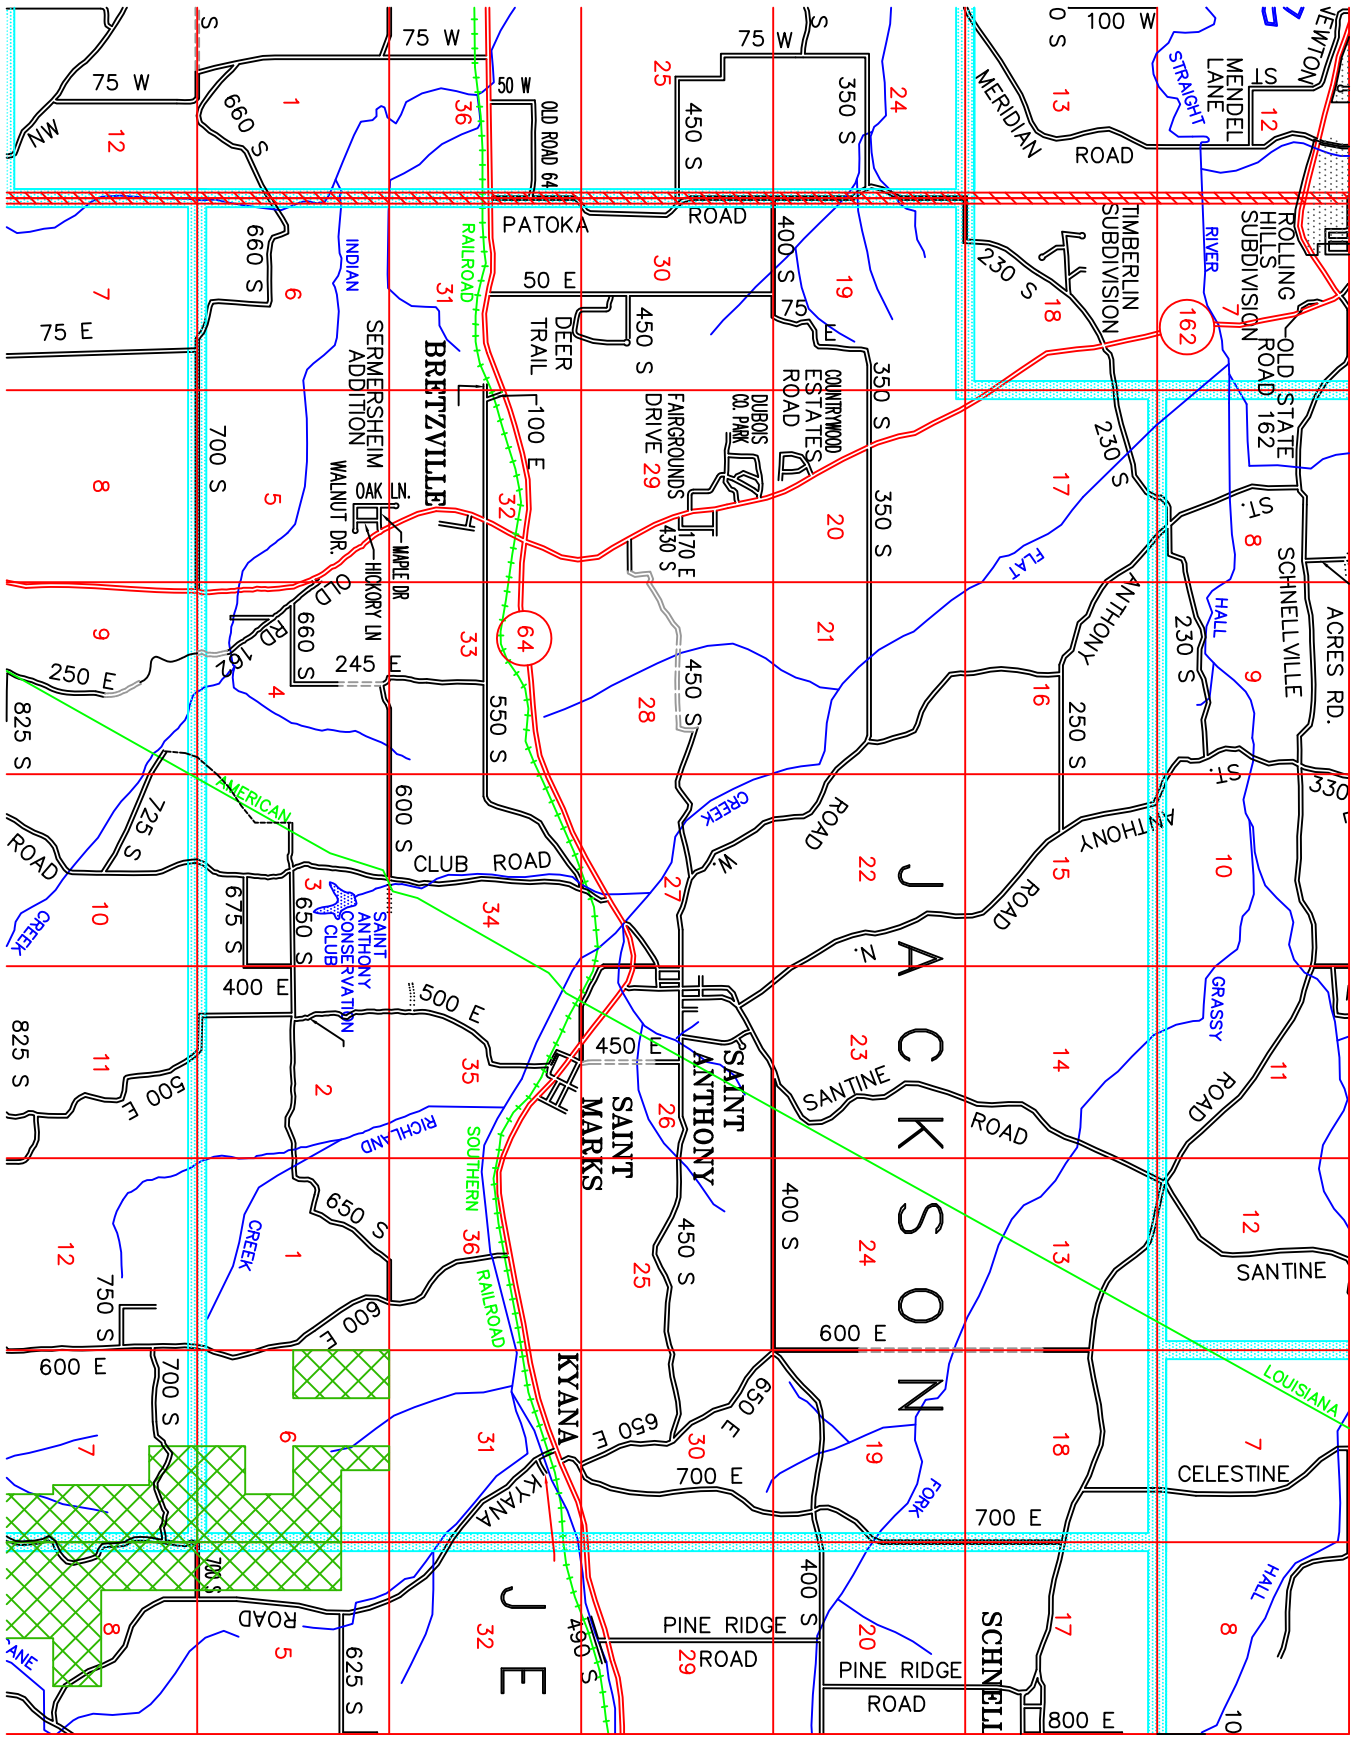 75 W
75 W
NW
12
660 S
1
S
75 W
36
50 W
OLD ROAD 64
25
450 S
75 W
S
350 S
24
MERIDIAN
ROAD
13
0 S
100 W
STRAIGHT
MENDEL
LANE
ST
12
NEWTON
PATOKA
ROAD
400 S
660 S
INDIAN
RAILROAD
31
6
7
75 E
50 E
30
450 S
DEER
TRAIL
75 E
19
230 S
TIMBERLIN
SUBDIVISION
18
RIVER
162
7
ROLLING
HILLS
SUBDIVISION
OLD STATE
ROAD 162
SERMERSHEIM
ADDITION
BRETZVILLE
100 E
700 S
8
5
WALNUT DR.
OAK LN.
MAPLE DR
HICKORY LN
32
FAIRGROUNDS
DRIVE
29
170 E
430 S
DUBOIS
CO. PARK
COUNTRYWOOD
ESTATES
ROAD
350 S
350 S
20
230 S
17
FLAT
ST.
ANTHONY
8
SCHNELLVILLE
ACRES RD.
9
250 E
OLD
RD 162
660 S
245 E
33
64
4
825 S
550 S
450 S
28
21
16
250 S
230 S
HALL
9
ST.
330
AMERICAN
725 S
ROAD
CREEK
10
600 S
CLUB ROAD
675 S
3
650 S
SAINT
ANTHONY
CONSERVATION
CLUB
34
27
CREEK
W.
ROAD
22
15
ANTHONY
ROAD
N.
10
GRASSY
400 E
500 E
825 S
11
500 E
2
35
450 E
SAINT
MARKS
SAINT
ANTHONY
26
23
SANTINE
ROAD
14
ROAD
11
RICHLAND
CREEK
SOUTHERN
RAILROAD
650 S
12
1
36
25
450 S
400 S
24
13
12
SANTINE
JACKSON
750 S
600 E
600 E
700 S
7
6
31
KYANA
650 E
650 E
30
700 E
600 E
19
FORK
18
700 E
CELESTINE
7
LOUISIANA
KYANA
ROAD
700 S
8
5
625 S
32
JE
490 S
PINE RIDGE
ROAD
29
400 S
20
PINE RIDGE
ROAD
SCHNELL
17
800 E
HALL
8
10
ANE